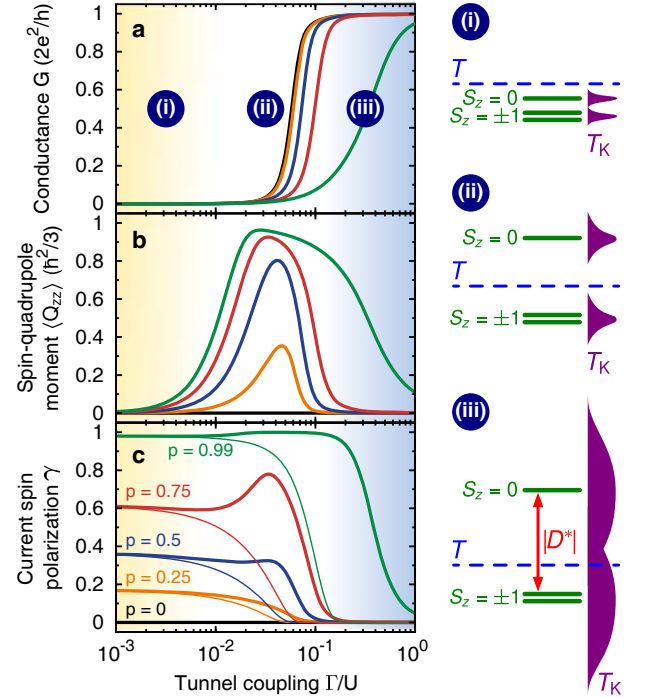 a
Conductance G (2e²/h)
1
0.8
0.6
0.4
0.2
0
(i)
(ii)
(iii)
b
Spin-quadrupole
moment ⟨Q_zz⟩ (ħ²/3)
1
0.8
0.6
0.4
0.2
0
c
Current spin
polarization γ
1
0.8
0.6
0.4
0.2
0
p = 0.99
p = 0.75
p = 0.5
p = 0.25
p = 0
10⁻³
10⁻²
10⁻¹
10⁰
Tunnel coupling Γ/U
(i)
T
S_z = 0
S_z = ±1
T_K
(ii)
S_z = 0
T
S_z = ±1
T_K
(iii)
S_z = 0
|D*|
T
S_z = ±1
T_K